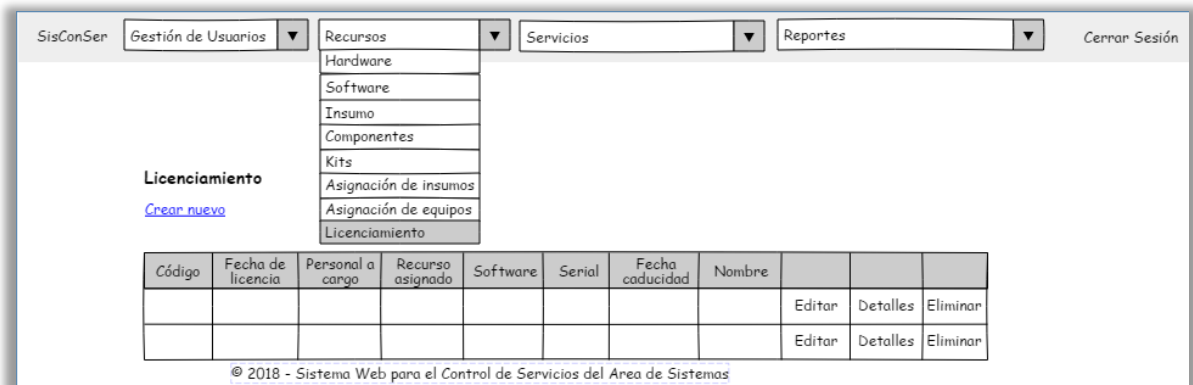 SisConSer Gestión de Usuarios ▼ Recursos ▼ Servicios ▼ Reportes ▼ Cerrar Sesión
Hardware
Software
Insumo
Componentes
Kits
Asignación de insumos
Asignación de equipos
Licenciamiento
Licenciamiento
Crear nuevo
Código Fecha de licencia Personal a cargo Recurso asignado Software Serial Fecha caducidad Nombre
Editar Detalles Eliminar
Editar Detalles Eliminar
© 2018 - Sistema Web para el Control de Servicios del Area de Sistemas